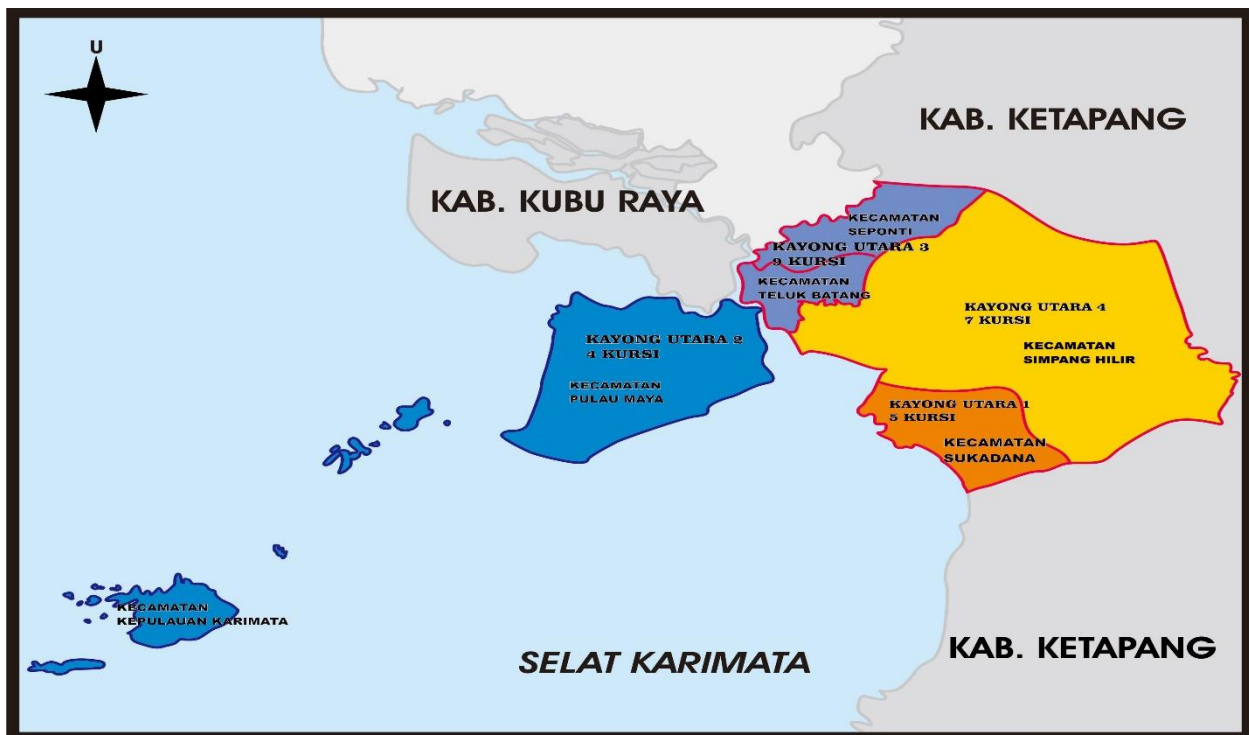 U
KAB. KETAPANG
KAB. KUBU RAYA
KECAMATAN
SEPONTI
KAYONG UTARA 3
9 KURSI
KECAMATAN
TELUK BATANG
KAYONG UTARA 4
7 KURSI
KECAMATAN
SIMPANG HILIR
KAYONG UTARA 2
4 KURSI
KECAMATAN
PULAU MAYA
KAYONG UTARA 1
5 KURSI
KECAMATAN
SUKADANA
KECAMATAN
KEPULAUAN KARIMATA
SELAT KARIMATA
KAB. KETAPANG